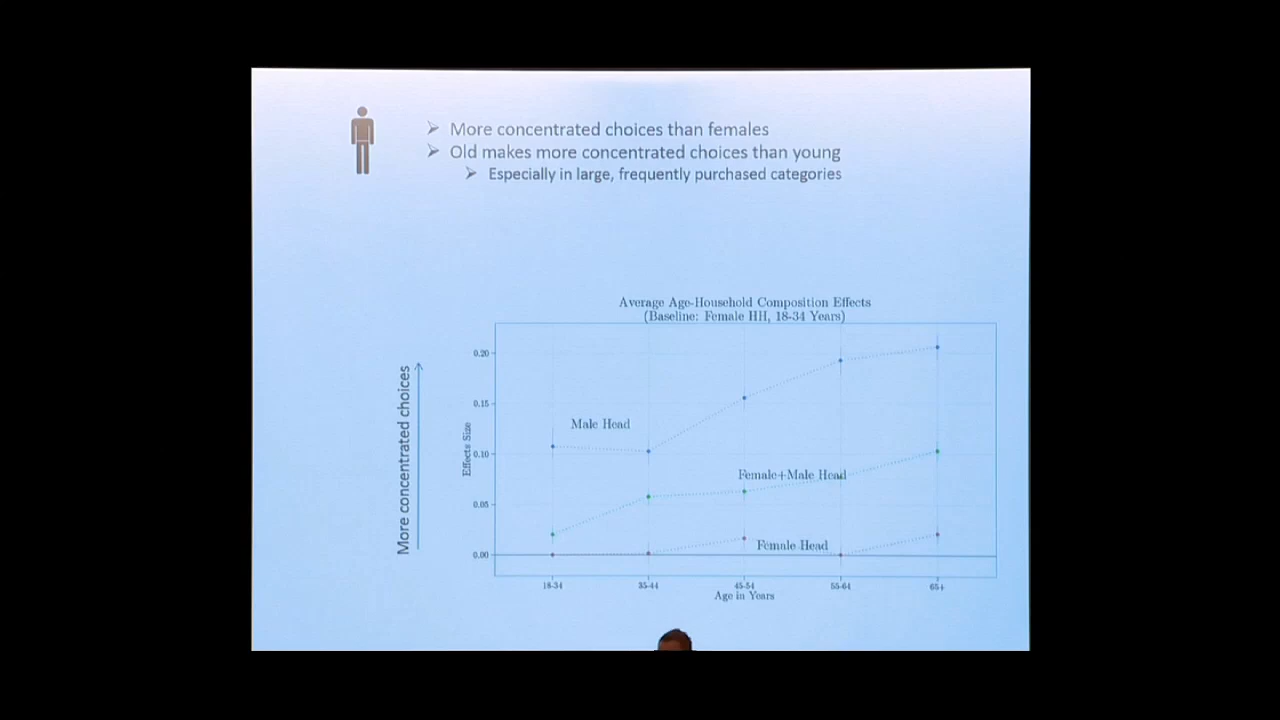 More concentrated choices than females
Old makes more concentrated choices than young
Especially in large, frequently purchased categories
Average Age-Household Composition Effects
(Baseline: Female HH, 18-34 Years)
More concentrated choices
Effects Size
0.20
0.15
0.10
0.05
0.00
Male Head
Female+Male Head
Female Head
18-34
35-44
45-54
55-64
65+
Age in Years